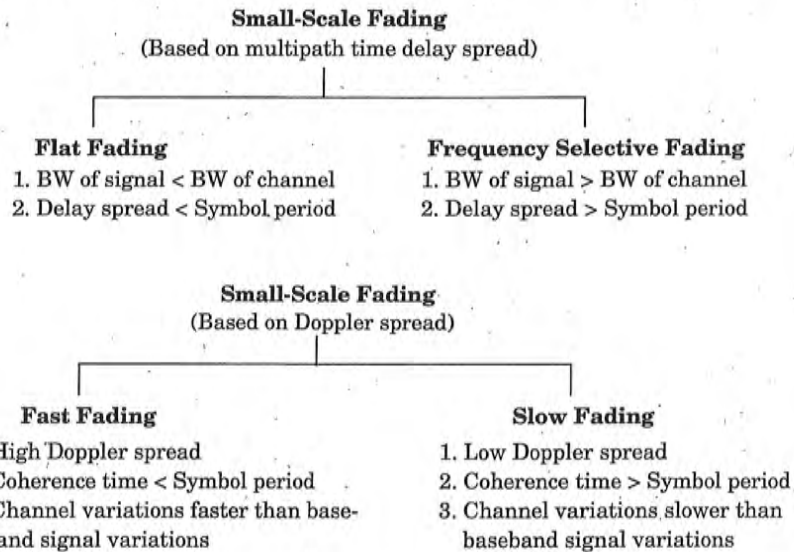 Small-Scale Fading
(Based on multipath time delay spread)
Flat Fading
1. BW of signal < BW of channel
2. Delay spread < Symbol period
Frequency Selective Fading
1. BW of signal > BW of channel
2. Delay spread > Symbol period
Small-Scale Fading
(Based on Doppler spread)
Fast Fading
High Doppler spread
Coherence time < Symbol period
Channel variations faster than base-
and signal variations
Slow Fading
1. Low Doppler spread
2. Coherence time > Symbol period
3. Channel variations slower than
baseband signal variations